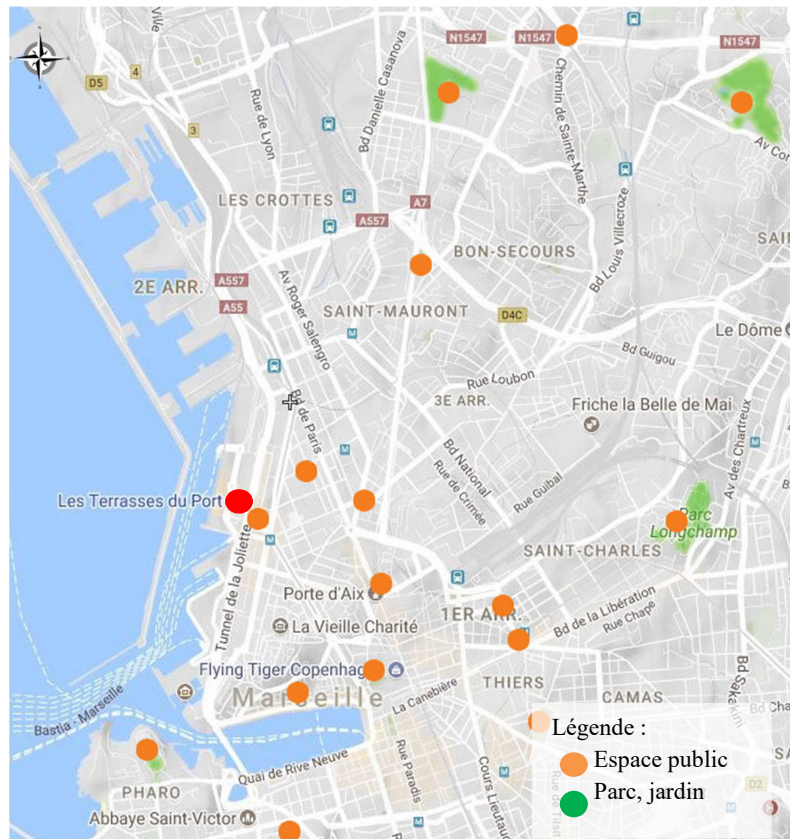 Ville
N1547
N1547
N1547
D5
4
3
Rue de Lyon
Bd Danielle Casanova
Chemin de Sainte-Marthe
LES CROTTES
A7
A557
Bd Louis Villecroze
BON-SECOURS
2E ARR.
A557
A55
Av Roger Salengro
SAINT-MAURONT
D4C
Le Dôme
Bd Guigou
Rue Loubon
3E ARR.
Friche la Belle de Mai
Bd de Paris
Bd National
Rue de Crimée
Rue Guibal
Av des Chartreux
Les Terrasses du Port
Parc
Longchamp
SAINT-CHARLES
Tunnel de la Joliette
Porte d'Aix
1ER ARR.
La Vieille Charité
Bd de la Libération
Rue Chape
Flying Tiger Copenhag
Marseille
THIERS
CAMAS
La Canebière
Bd Sakakini
Bastia - Marseille
Légende :
Espace public
Parc, jardin
Quai de Rive Neuve
Rue Paradis
Cours Lieutaud
PHARO
D2
Abbaye Saint-Victor